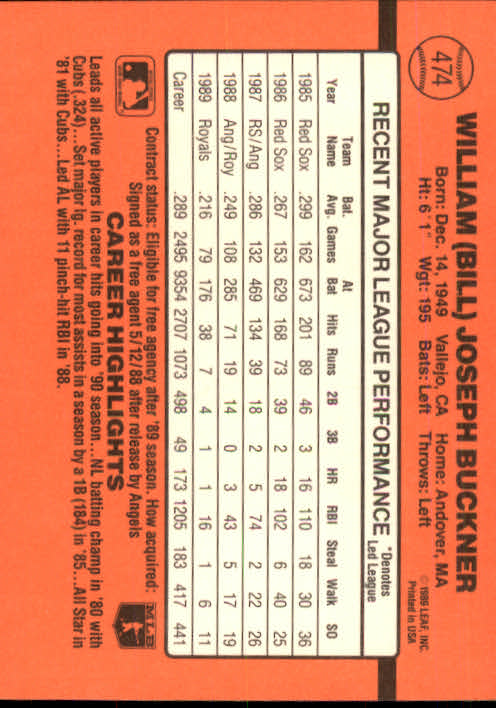 474
WILLIAM (BILL) JOSEPH BUCKNER
Born: Dec. 14, 1949 Vallejo, CA Home: Andover, MA
Ht: 6'1" Wgt: 195 Bats: Left Throws: Left
© 1989 LEAF, INC.
Printed in USA
RECENT MAJOR LEAGUE PERFORMANCE
*Denotes
Led League
Year Team Name Bat. Avg. Games At Bat Hits Runs 2B 3B HR RBI Steal Walk SO
1985 Red Sox .299 162 673 201 89 46 3 16 110 18 30 36
1986 Red Sox .267 153 629 168 73 39 2 18 102 6 40 25
1987 RS/Ang .286 132 469 134 39 18 2 5 74 2 22 26
1988 Ang/Roy .249 108 285 71 19 14 0 3 43 5 17 19
1989 Royals .216 79 176 38 7 4 1 1 16 1 6 11
Career .289 2495 9354 2707 1073 498 49 173 1205 183 417 441
Contract status: Eligible for free agency after '89 season. How acquired:
Signed as a free agent 5/12/88 after release by Angels
CAREER HIGHLIGHTS
MLB
Leads all active players in career hits going into '90 season...NL batting champ in '80 with
Cubs (.324)...Set major lg. record for most assists in a season by a 1B (184) in '85...All Star in
'81 with Cubs...Led AL with 11 pinch-hit RBI in '88.